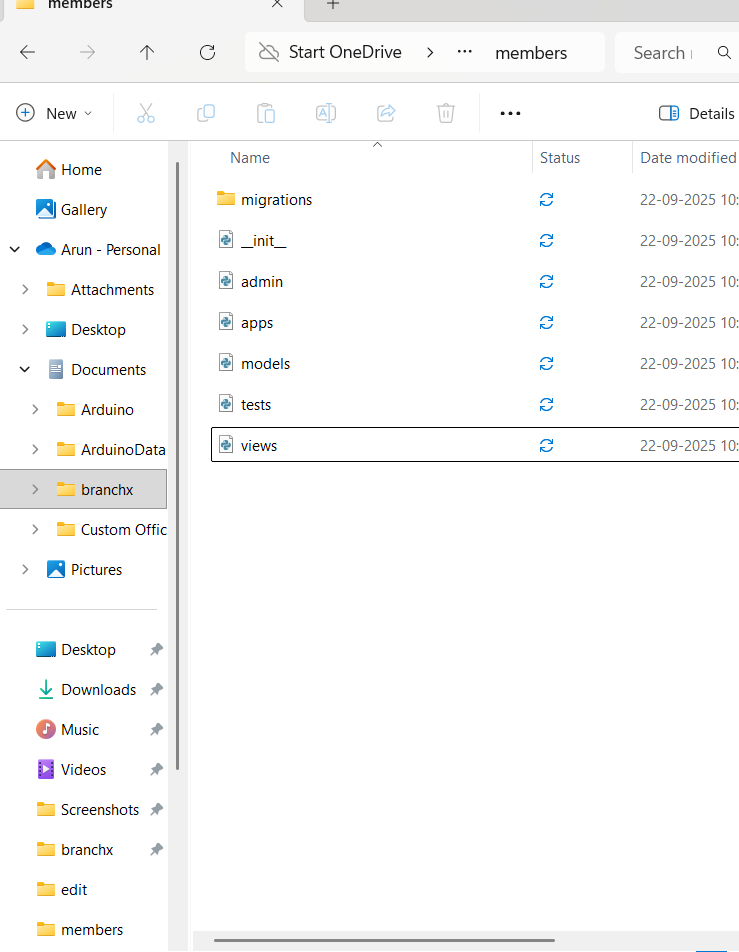 members
Start OneDrive
members
Search
New
Details
Name
Status
Date modified
Home
Gallery
Arun - Personal
Attachments
Desktop
Documents
Arduino
ArduinoData
branchx
Custom Offic
Pictures
Desktop
Downloads
Music
Videos
Screenshots
branchx
edit
members
migrations 22-09-2025 10:
__init__ 22-09-2025 10:
admin 22-09-2025 10:
apps 22-09-2025 10:
models 22-09-2025 10:
tests 22-09-2025 10:
views 22-09-2025 10: